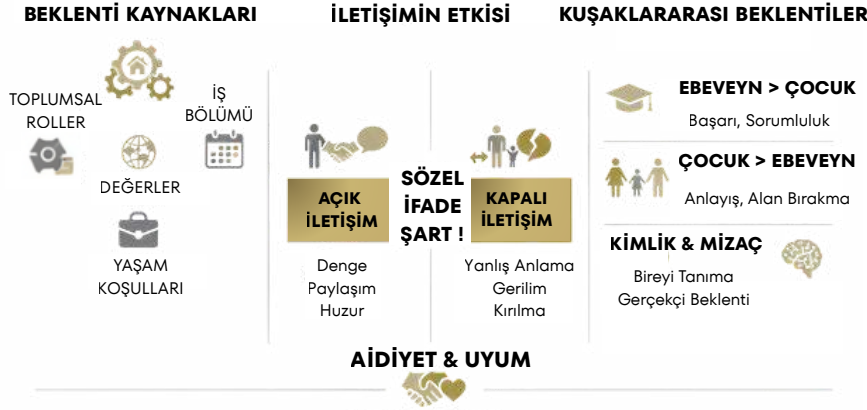 BEKLENTİ KAYNAKLARI
TOPLUMSAL
ROLLER
İŞ
BÖLÜMÜ
DEĞERLER
YAŞAM
KOŞULLARI
İLETİŞİMİN ETKİSİ
AÇIK
İLETİŞİM
SÖZEL
İFADE
ŞART !
KAPALI
İLETİŞİM
Denge
Paylaşım
Huzur
Yanlış Anlama
Gerilim
Kırılma
KUŞAKLARARASI BEKLENTİLER
EBEVEYN > ÇOCUK
Başarı, Sorumluluk
ÇOCUK > EBEVEYN
Anlayış, Alan Bırakma
KİMLİK & MİZAÇ
Bireyi Tanıma
Gerçekçi Beklenti
AİDİYET & UYUM